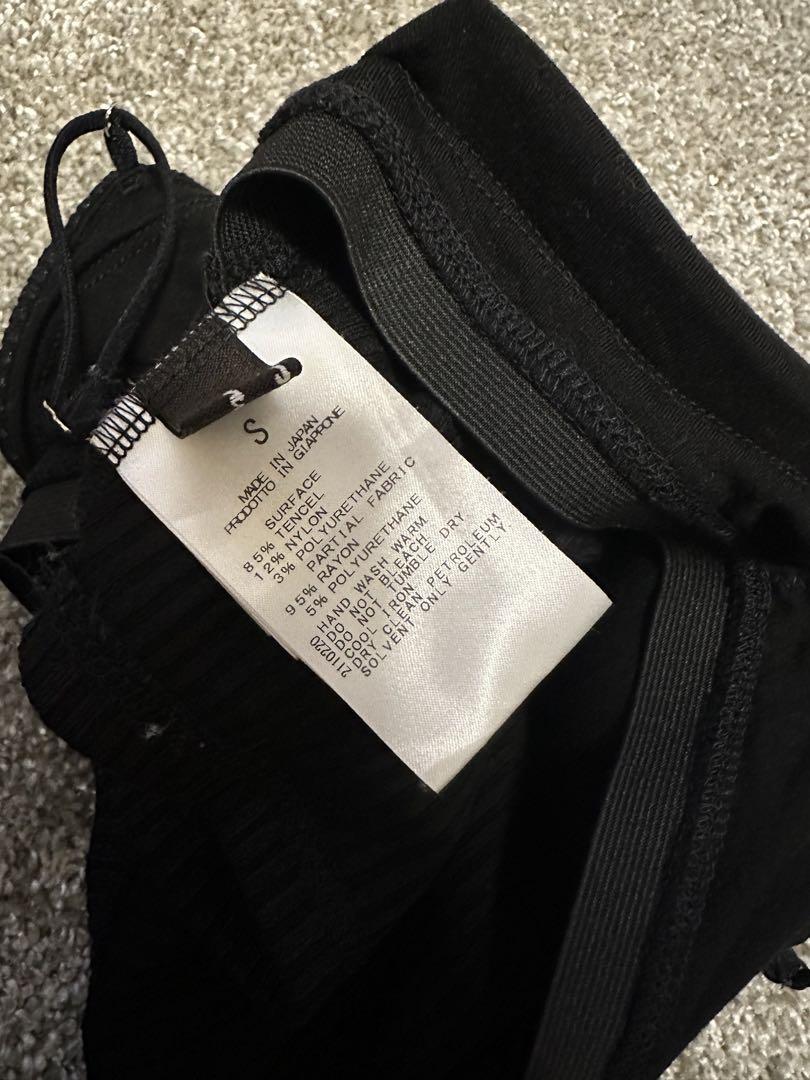 S
MADE IN JAPAN
PRODOTTO IN GIAPPONE
SURFACE
85% TENCEL
12% NYLON
3% POLYURETHANE
PARTIAL FABRIC
95% RAYON
5% POLYURETHANE
HAND WASH WARM
DO NOT BLEACH
DO NOT TUMBLE DRY
COOL IRON
DRY CLEAN, PETROLEUM
SOLVENT ONLY GENTLY.
2110220